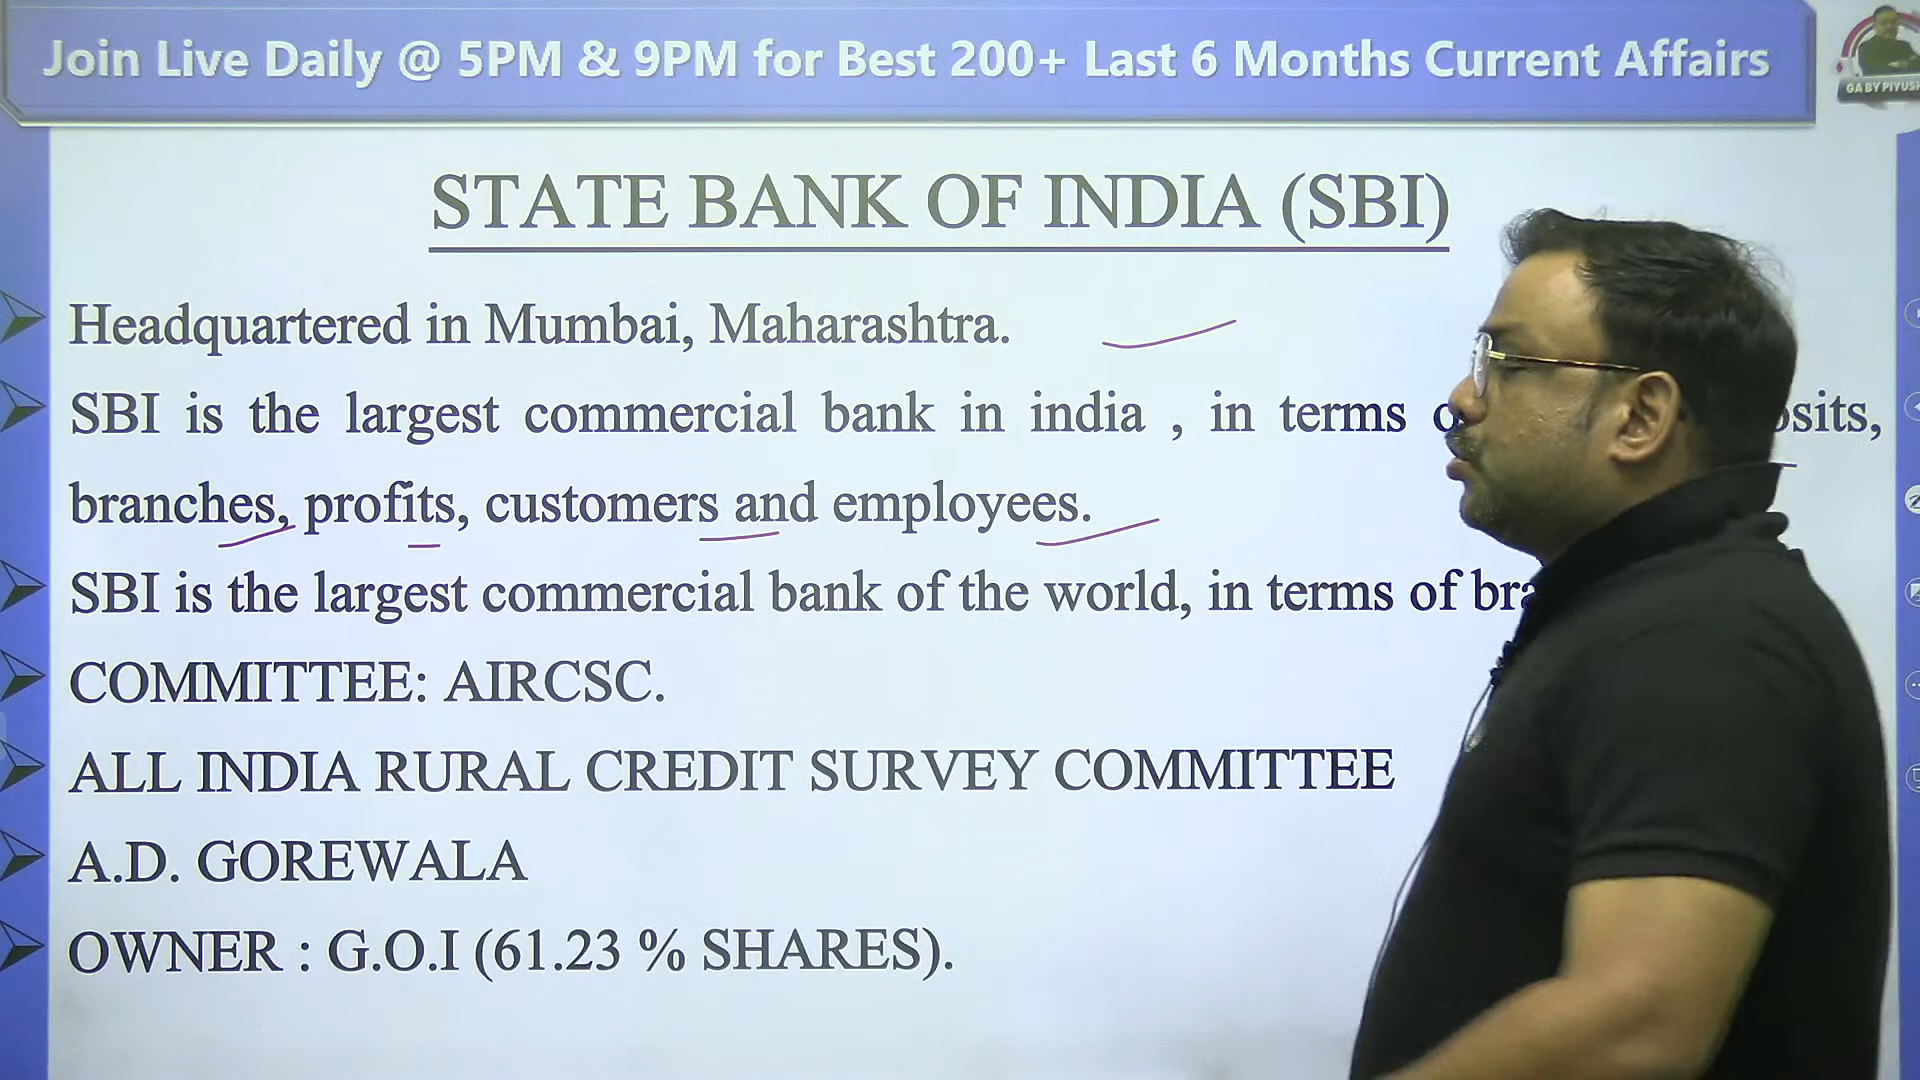 Join Live Daily @ 5PM & 9PM for Best 200+ Last 6 Months Current Affairs
GA BY PIYUSH
STATE BANK OF INDIA (SBI)
Headquartered in Mumbai, Maharashtra.
SBI is the largest commercial bank in india , in terms
branches, profits, customers and employees.
SBI is the largest commercial bank of the world, in terms of
COMMITTEE: AIRCSC.
ALL INDIA RURAL CREDIT SURVEY COMMITTEE
A.D. GOREWALA
OWNER : G.O.I (61.23 % SHARES).